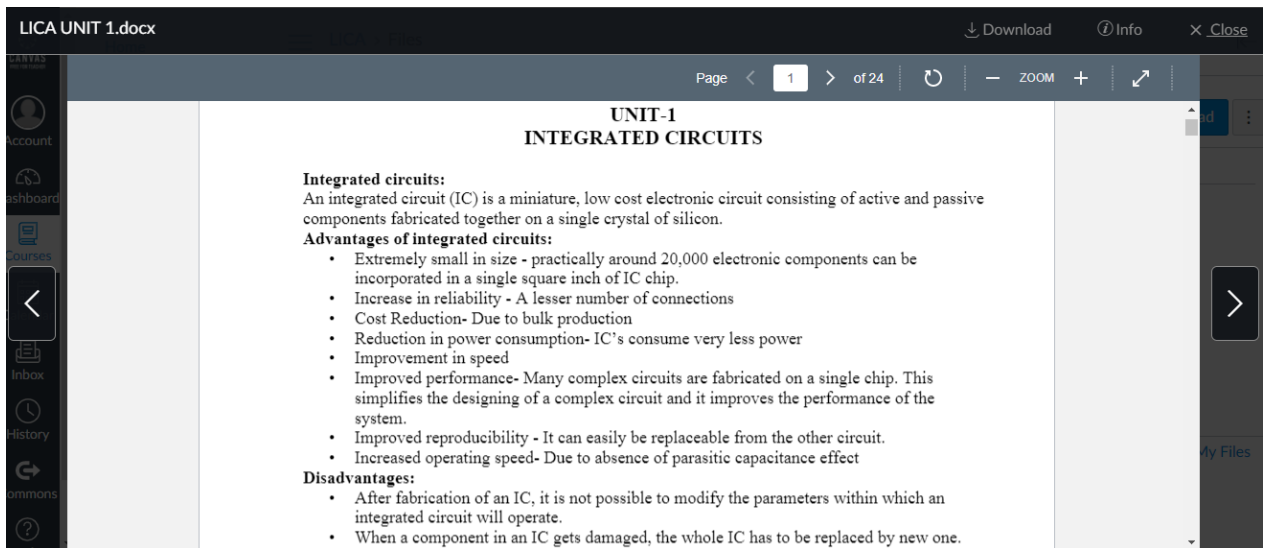 LICA UNIT 1.docx
Download
Info
Close
CANVAS
Page
1
of 24
ZOOM
Account
ashboard
Courses
Inbox
History
ommons
ad
My Files
UNIT-1
INTEGRATED CIRCUITS
Integrated circuits:
An integrated circuit (IC) is a miniature, low cost electronic circuit consisting of active and passive
components fabricated together on a single crystal of silicon.
Advantages of integrated circuits:
• Extremely small in size - practically around 20,000 electronic components can be
incorporated in a single square inch of IC chip.
• Increase in reliability - A lesser number of connections
• Cost Reduction- Due to bulk production
• Reduction in power consumption- IC's consume very less power
• Improvement in speed
• Improved performance- Many complex circuits are fabricated on a single chip. This
simplifies the designing of a complex circuit and it improves the performance of the
system.
• Improved reproducibility - It can easily be replaceable from the other circuit.
• Increased operating speed- Due to absence of parasitic capacitance effect
Disadvantages:
• After fabrication of an IC, it is not possible to modify the parameters within which an
integrated circuit will operate.
• When a component in an IC gets damaged, the whole IC has to be replaced by new one.